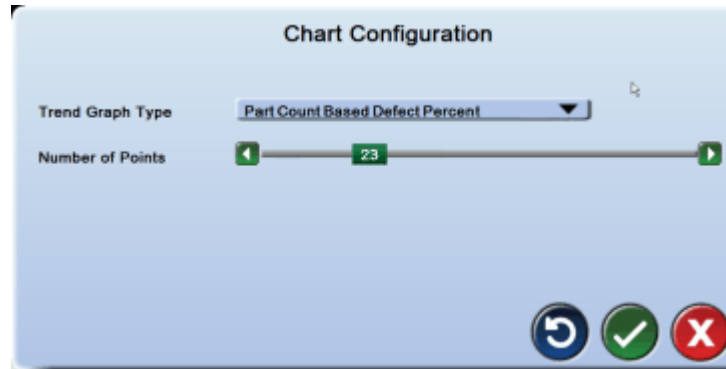 Chart Configuration
Trend Graph Type
Part Count Based Defect Percent
Number of Points
23